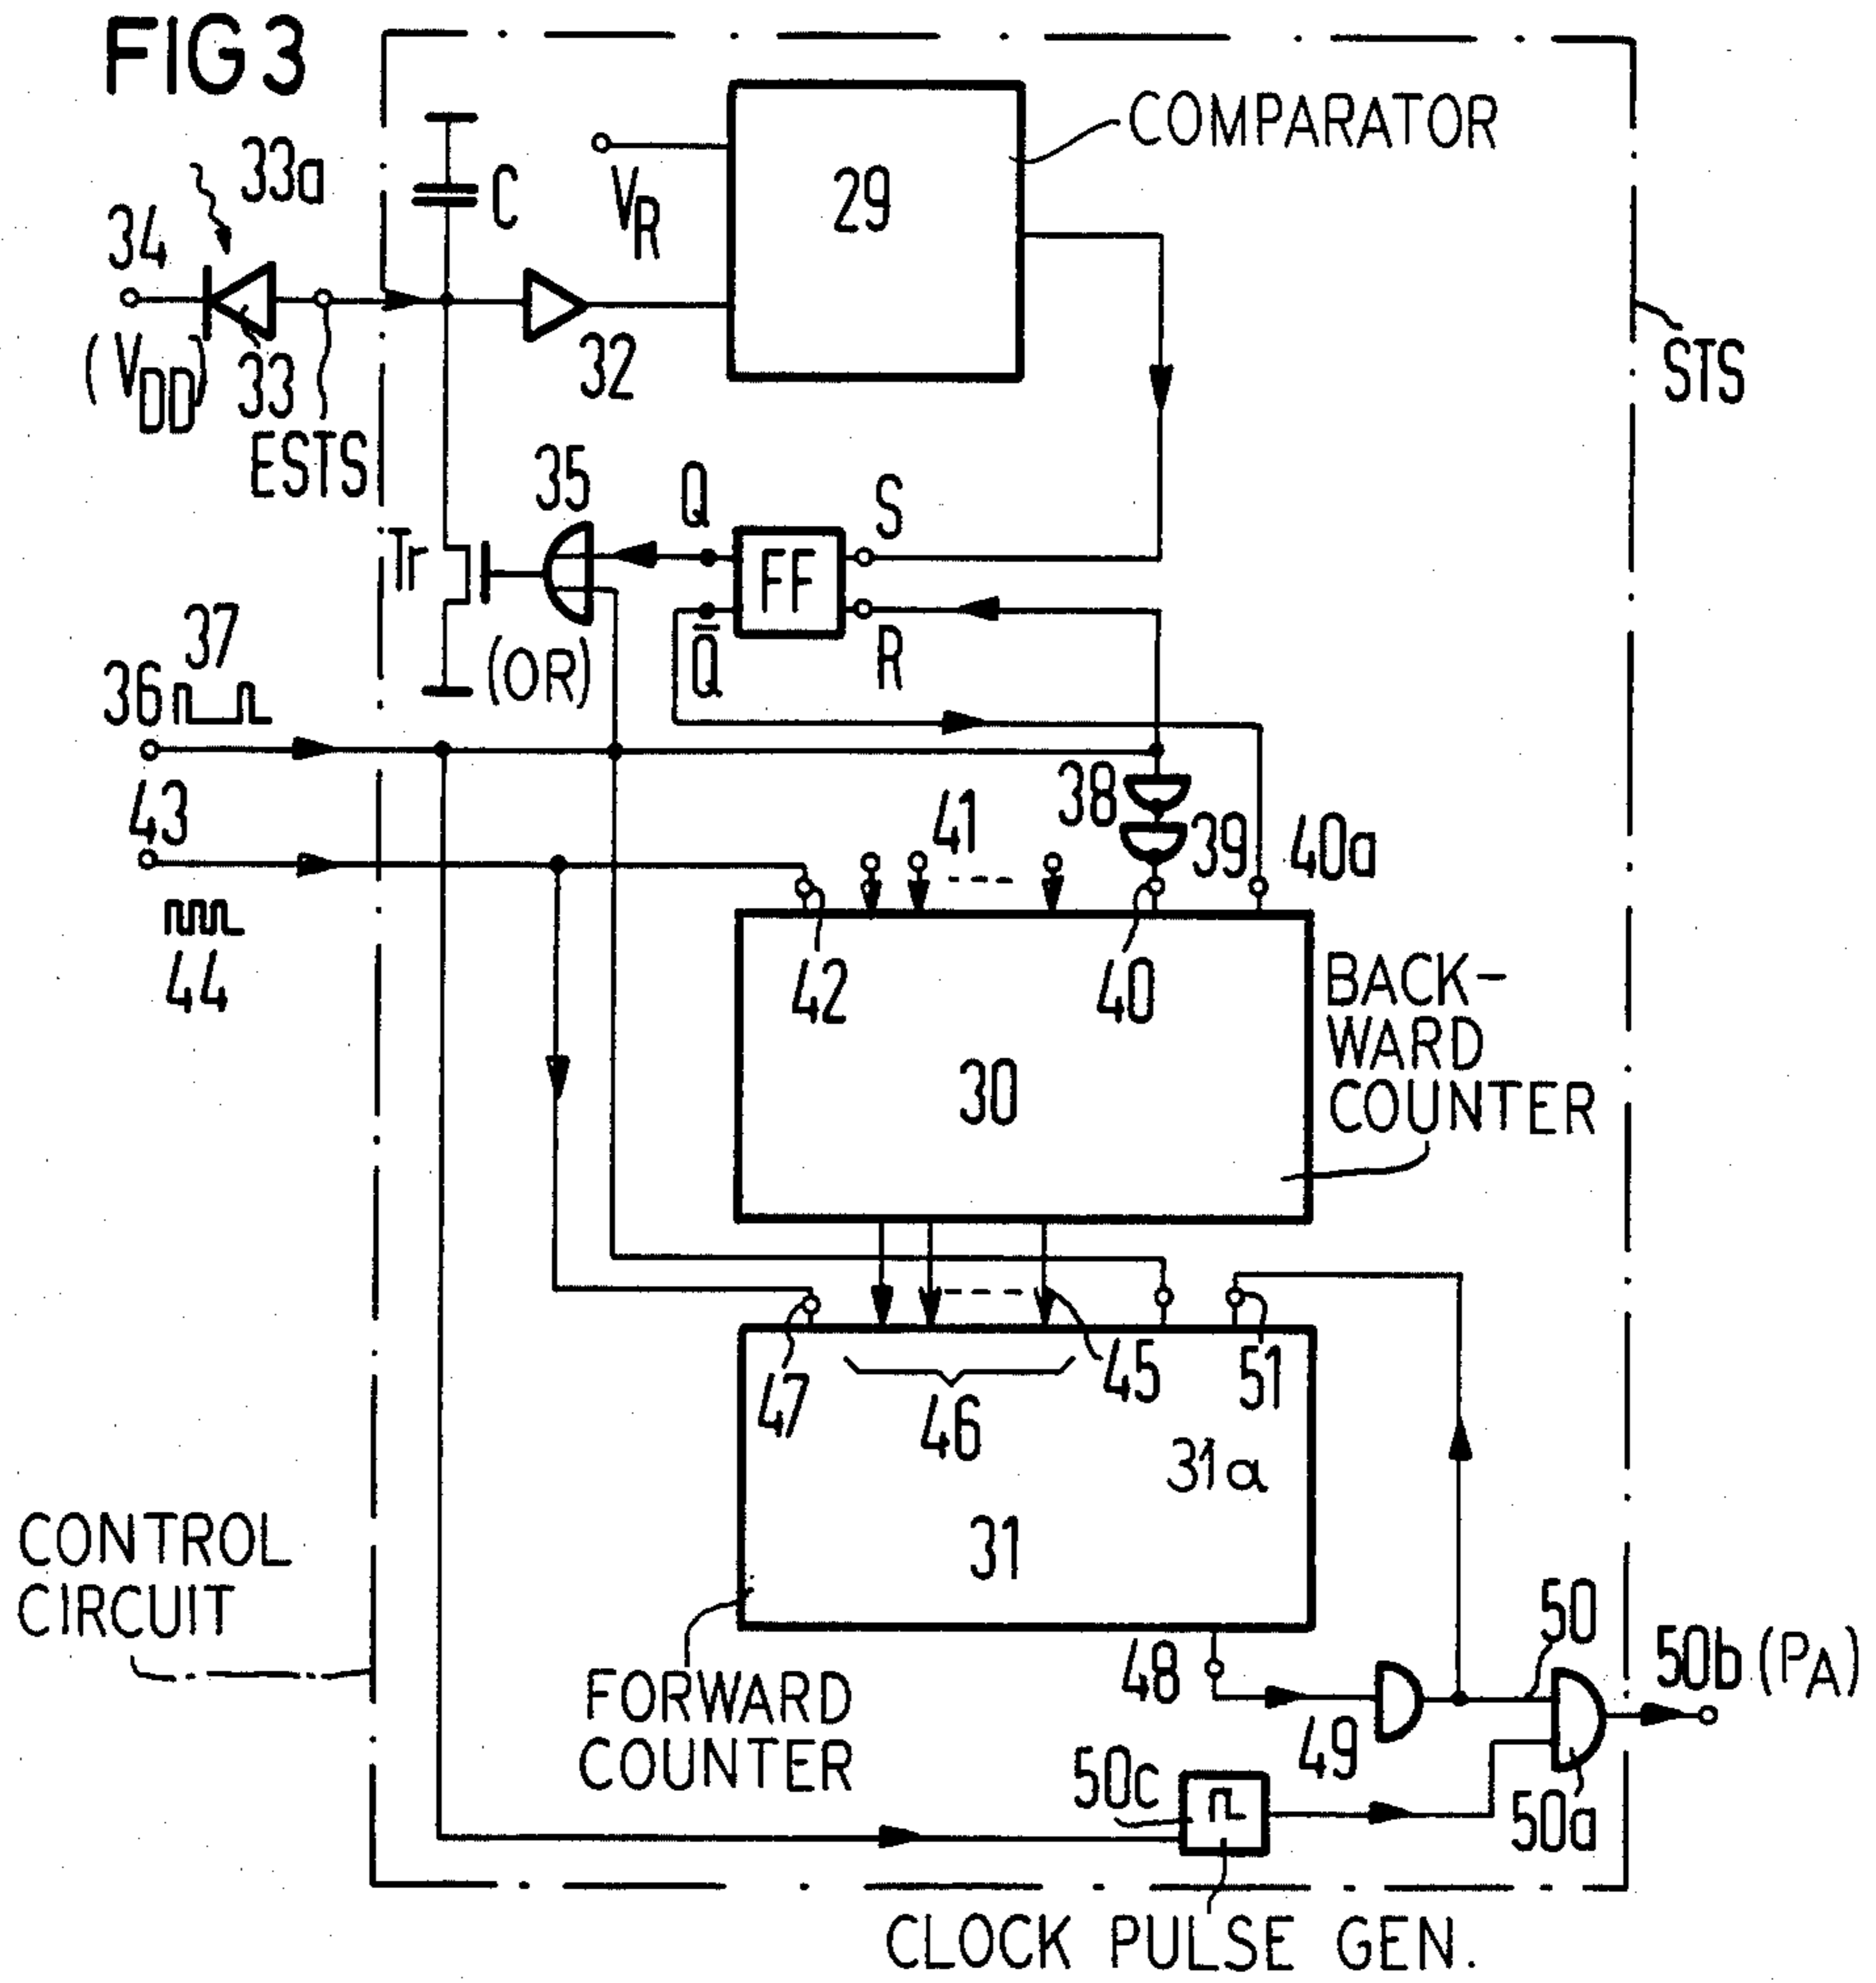 FIG 3
COMPARATOR
33a
C
V_R
29
34
(V_DD)
33
32
STS
ESTS
35
Q
S
Tr
FF
37
(OR)
Q̅
R
36
43
38
41
39
40a
44
42
40
BACK-
WARD
COUNTER
30
47
46
45
51
31a
31
CONTROL
CIRCUIT
50
50b (P_A)
48
FORWARD
COUNTER
49
50c
50a
CLOCK PULSE GEN.